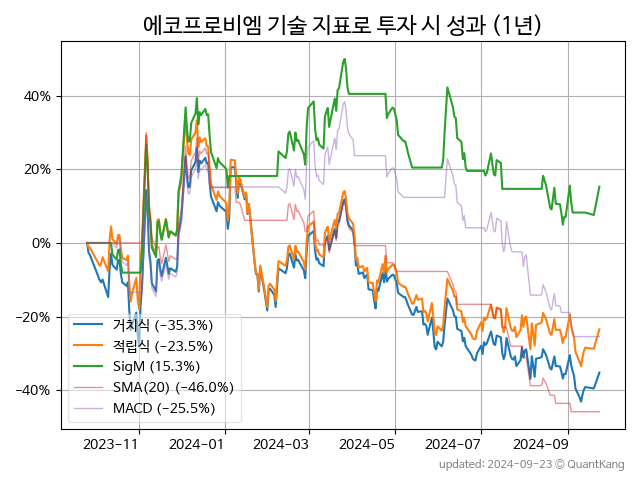 에코프로비엠 기술 지표로 투자 시 성과 (1년)
40%
20%
0%
−20%
−40%
거치식 (−35.3%)
적립식 (−23.5%)
SigM (15.3%)
SMA(20) (−46.0%)
MACD (−25.5%)
2023-11 2024-01 2024-03 2024-05 2024-07 2024-09
updated: 2024-09-23 ⓒ QuantKang